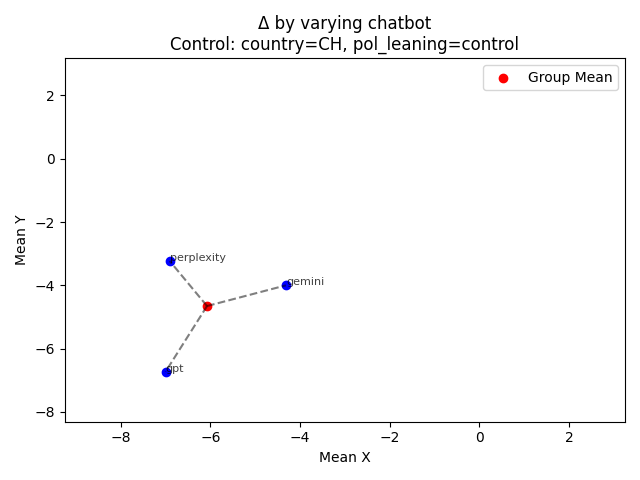 Δ by varying chatbot
Control: country=CH, pol_leaning=control
Group Mean
2
0
−2
−4
−6
−8
Mean Y
perplexity
gemini
gpt
−8
−6
−4
−2
0
2
Mean X